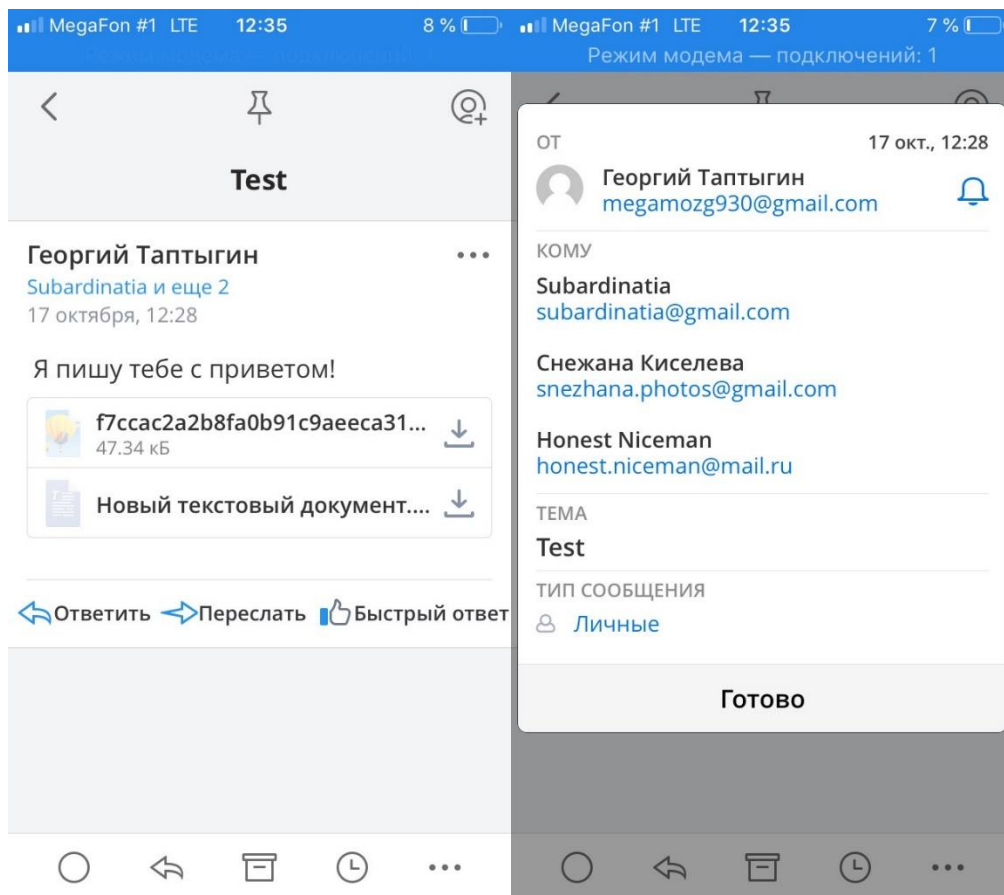 MegaFon #1 LTE 12:35 8 %
Test
Георгий Таптыгин
Subardinatia и еще 2
17 октября, 12:28
Я пишу тебе с приветом!
f7ccac2a2b8fa0b91c9aeeca31...
47.34 кБ
Новый текстовый документ....
Ответить Переслать Быстрый ответ
MegaFon #1 LTE 12:35 7 %
Режим модема — подключений: 1
ОТ 17 окт., 12:28
Георгий Таптыгин
megamozg930@gmail.com
КОМУ
Subardinatia
subardinatia@gmail.com
Снежана Киселева
snezhana.photos@gmail.com
Honest Niceman
honest.niceman@mail.ru
ТЕМА
Test
ТИП СООБЩЕНИЯ
Личные
Готово